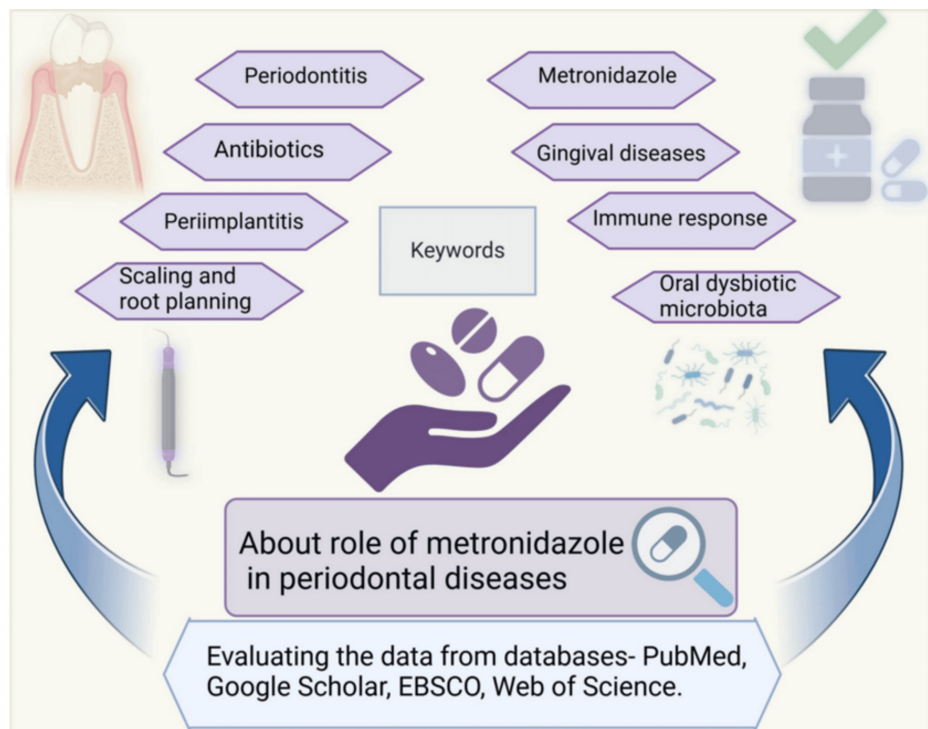 Periodontitis
Metronidazole
Antibiotics
Gingival diseases
Periimplantitis
Immune response
Keywords
Scaling and
root planning
Oral dysbiotic
microbiota
About role of metronidazole
in periodontal diseases
Evaluating the data from databases- PubMed,
Google Scholar, EBSCO, Web of Science.